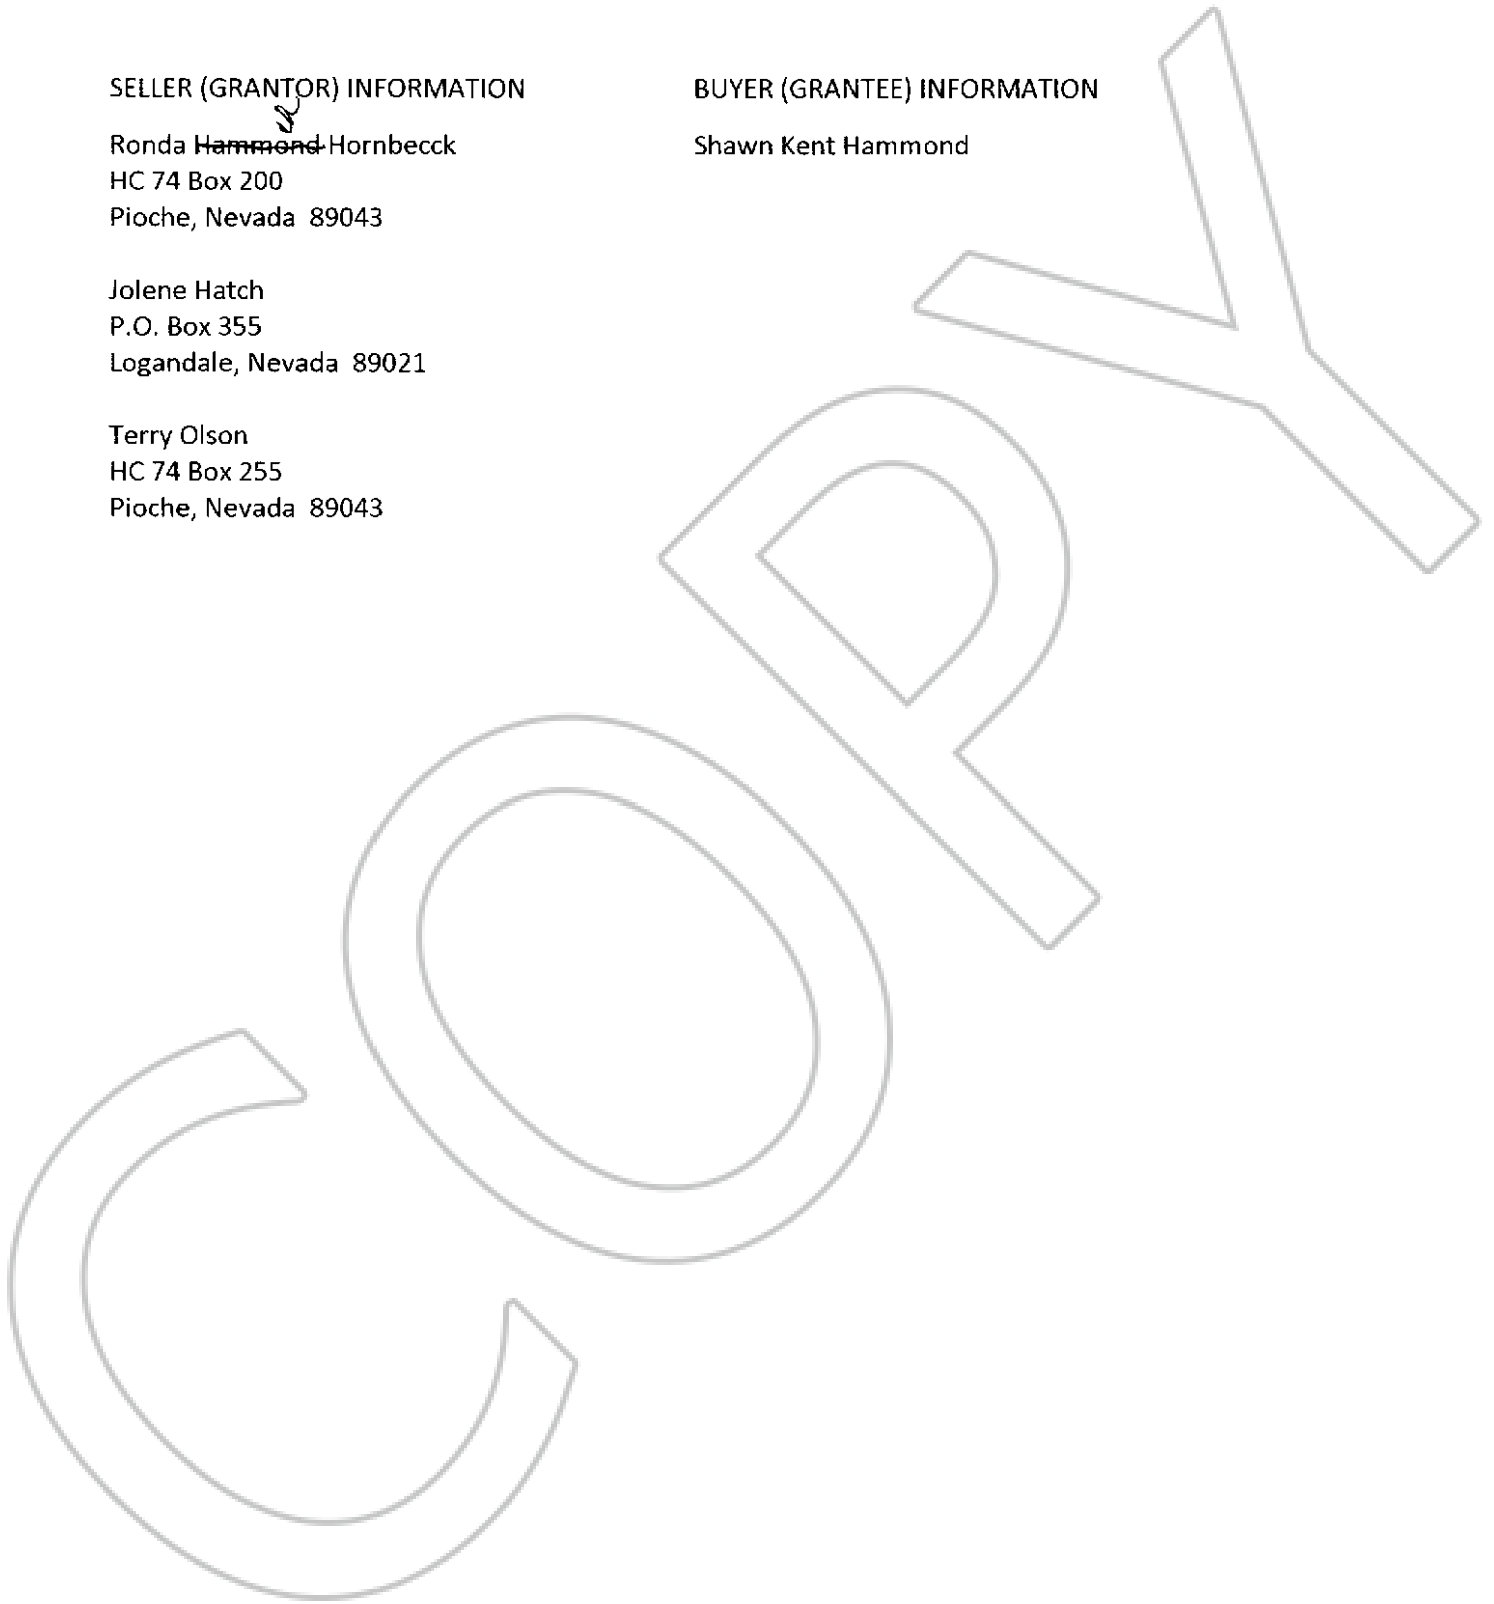 SELLER (GRANTOR) INFORMATION
Ronda Hammond Hornbecck
HC 74 Box 200
Pioche, Nevada 89043
Jolene Hatch
P.O. Box 355
Logandale, Nevada 89021
Terry Olson
HC 74 Box 255
Pioche, Nevada 89043
BUYER (GRANTEE) INFORMATION
Shawn Kent Hammond
COPY